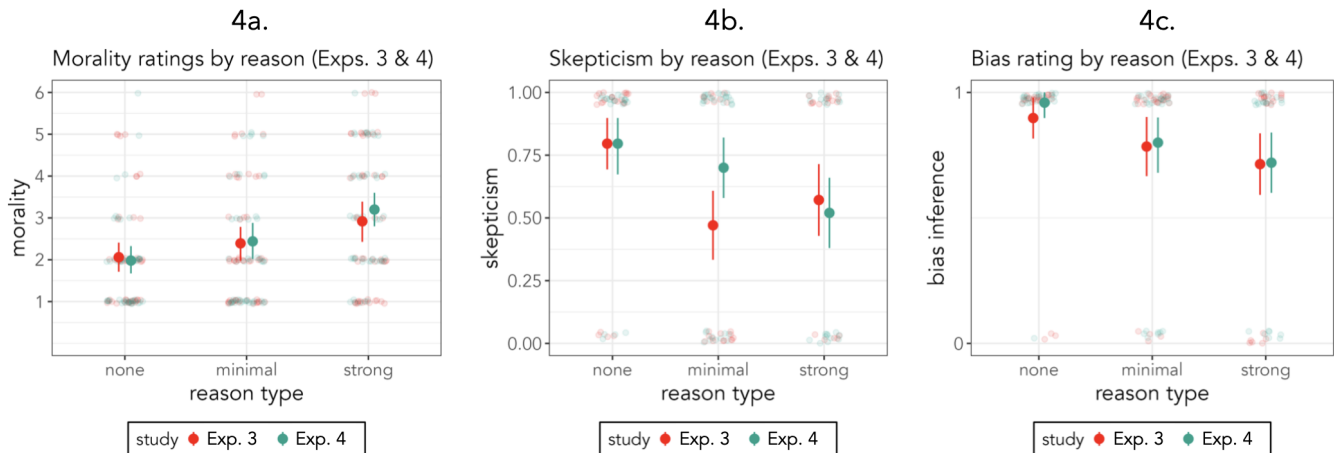 4a.
Morality ratings by reason (Exps. 3 & 4)
morality
6
5
4
3
2
1
none minimal strong
reason type
study Exp. 3 Exp. 4
4b.
Skepticism by reason (Exps. 3 & 4)
skepticism
1.00
0.75
0.50
0.25
0.00
none minimal strong
reason type
study Exp. 3 Exp. 4
4c.
Bias rating by reason (Exps. 3 & 4)
bias inference
1
0
none minimal strong
reason type
study Exp. 3 Exp. 4